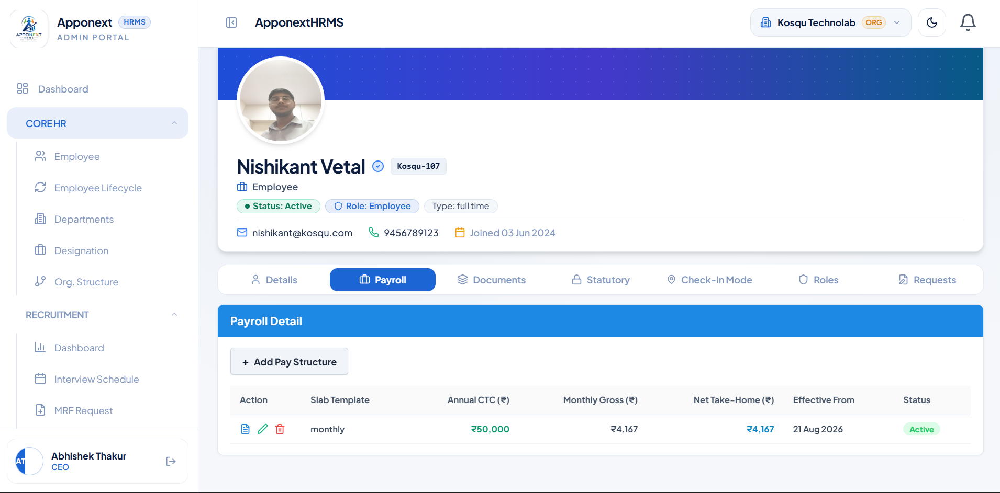 Apponext HRMS
ADMIN PORTAL
APPONEXT
HRMS
ApponextHRMS
Kosqu Technolab ORG
Dashboard
CORE HR
Employee
Employee Lifecycle
Departments
Designation
Org. Structure
RECRUITMENT
Dashboard
Interview Schedule
MRF Request
AT
Abhishek Thakur
CEO
Nishikant Vetal Kosqu-107
Employee
Status: Active Role: Employee Type: full time
nishikant@kosqu.com 9456789123 Joined 03 Jun 2024
Details Payroll Documents Statutory Check-In Mode Roles Requests
Payroll Detail
+ Add Pay Structure
Action Slab Template Annual CTC (₹) Monthly Gross (₹) Net Take-Home (₹) Effective From Status
monthly ₹50,000 ₹4,167 ₹4,167 21 Aug 2026 Active